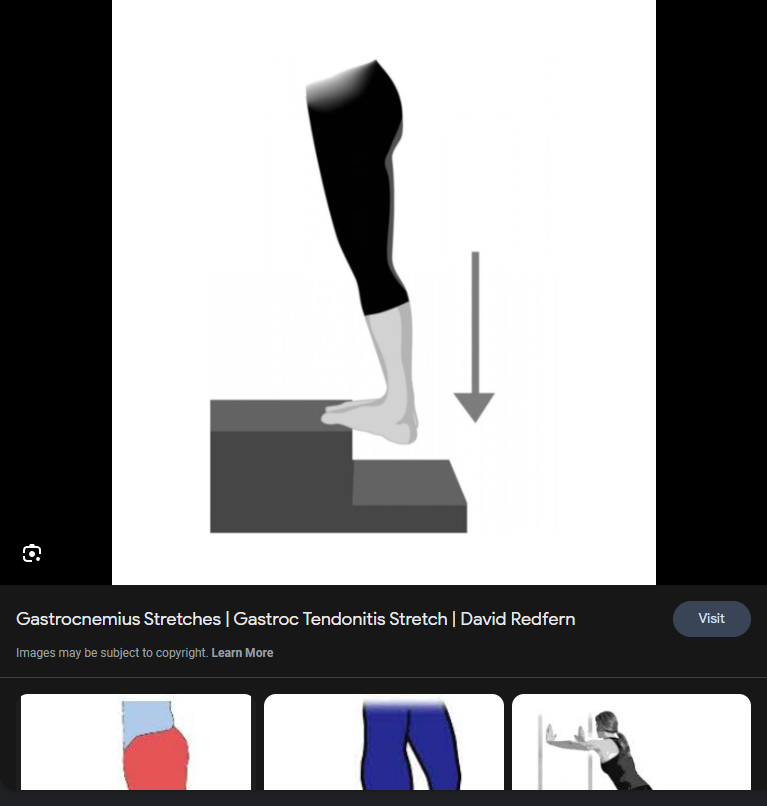 Gastrocnemius Stretches | Gastroc Tendonitis Stretch | David Redfern
Visit
Images may be subject to copyright. Learn More